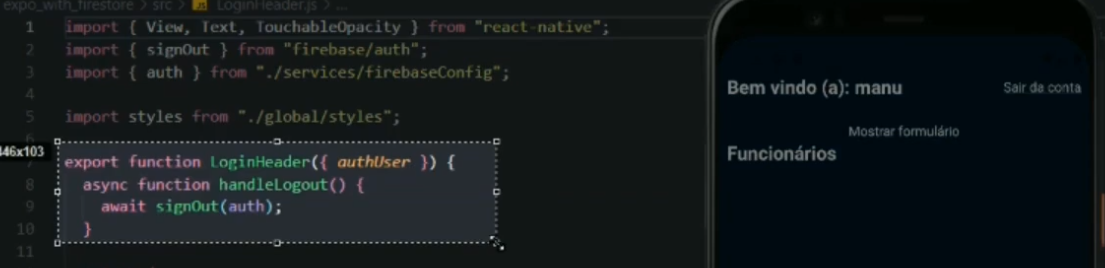 expo_with_firestore > src > JS LoginHeader.js > ...
1 import { View, Text, TouchableOpacity } from "react-native";
2 import { signOut } from "firebase/auth";
3 import { auth } from "./services/firebaseConfig";
4
5 import styles from "./global/styles";
6
346x103
export function LoginHeader({ authUser }) {
8 async function handleLogout() {
9 await signOut(auth);
10 }
11
Bem vindo (a): manu
Sair da conta
Mostrar formulário
Funcionários